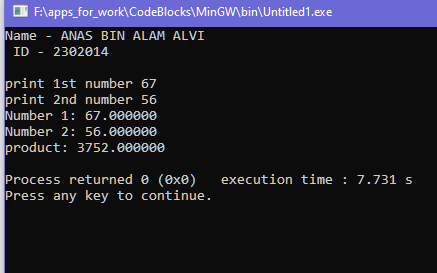 F:\apps_for_work\CodeBlocks\MinGW\bin\Untitled1.exe
Name - ANAS BIN ALAM ALVI
ID - 2302014
print 1st number 67
print 2nd number 56
Number 1: 67.000000
Number 2: 56.000000
product: 3752.000000
Process returned 0 (0x0)   execution time : 7.731 s
Press any key to continue.